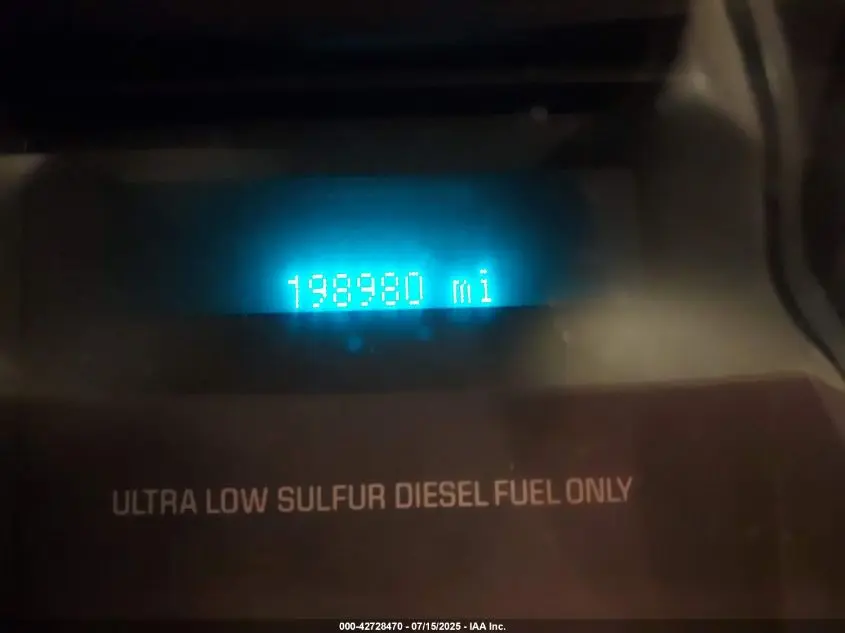 198980 mi
ULTRA LOW SULFUR DIESEL FUEL ONLY
000-42728470 - 07/15/2025 - IAA Inc.